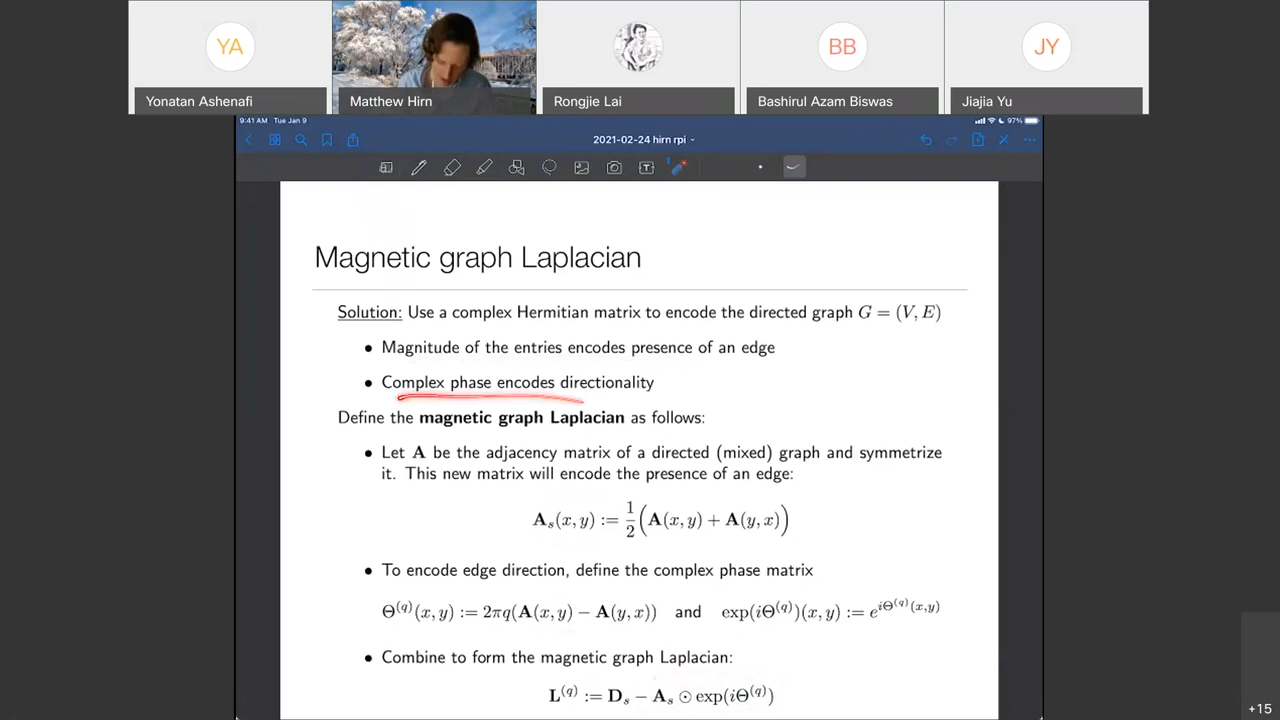 YA
BB
JY
Yonatan Ashenafi
Matthew Hirn
Rongjie Lai
Bashirul Azam Biswas
Jiajia Yu
9:41 AM Tue Jan 9
97%
2021-02-24 hirn rpi
Magnetic graph Laplacian
Solution: Use a complex Hermitian matrix to encode the directed graph G = (V, E)
• Magnitude of the entries encodes presence of an edge
• Complex phase encodes directionality
Define the magnetic graph Laplacian as follows:
• Let A be the adjacency matrix of a directed (mixed) graph and symmetrize
it. This new matrix will encode the presence of an edge:
Aₛ(x, y) := 1/2 (A(x, y) + A(y, x))
• To encode edge direction, define the complex phase matrix
Θ^(q)(x, y) := 2πq(A(x, y) − A(y, x)) and exp(iΘ^(q))(x, y) := e^{iΘ^(q)(x,y)}
• Combine to form the magnetic graph Laplacian:
L^(q) := Dₛ − Aₛ ⊙ exp(iΘ^(q))
+15